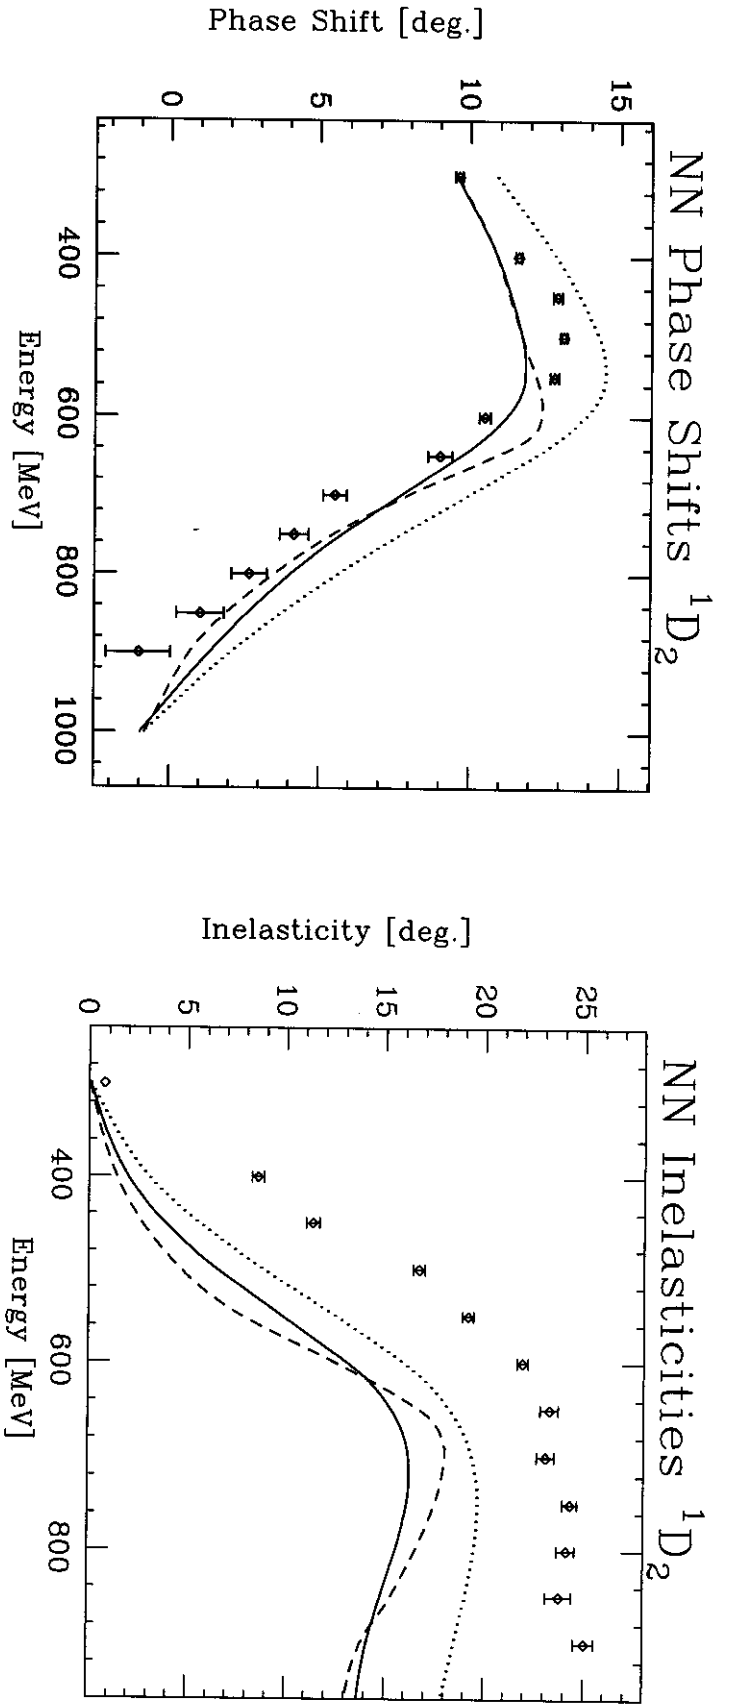 NN Phase Shifts ¹D₂
Phase Shift [deg.]
15
10
5
0
400
600
800
1000
Energy [MeV]
NN Inelasticities ¹D₂
Inelasticity [deg.]
25
20
15
10
5
0
400
600
800
Energy [MeV]